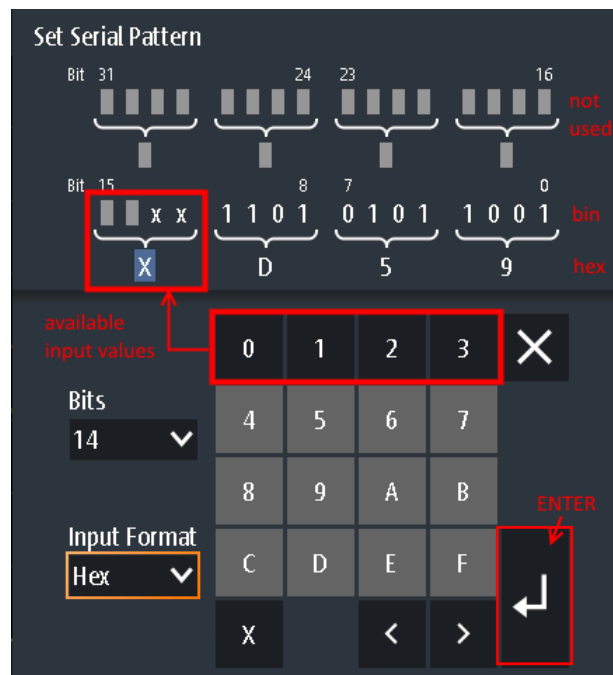 Set Serial Pattern
Bit 31 24 23 16
not
used
Bit 15 8 7 0
x x 1 1 0 1 0 1 0 1 1 0 0 1 bin
X D 5 9 hex
available
input values
0 1 2 3 X
Bits
14
4 5 6 7
8 9 A B
ENTER
Input Format
Hex
C D E F
X < >